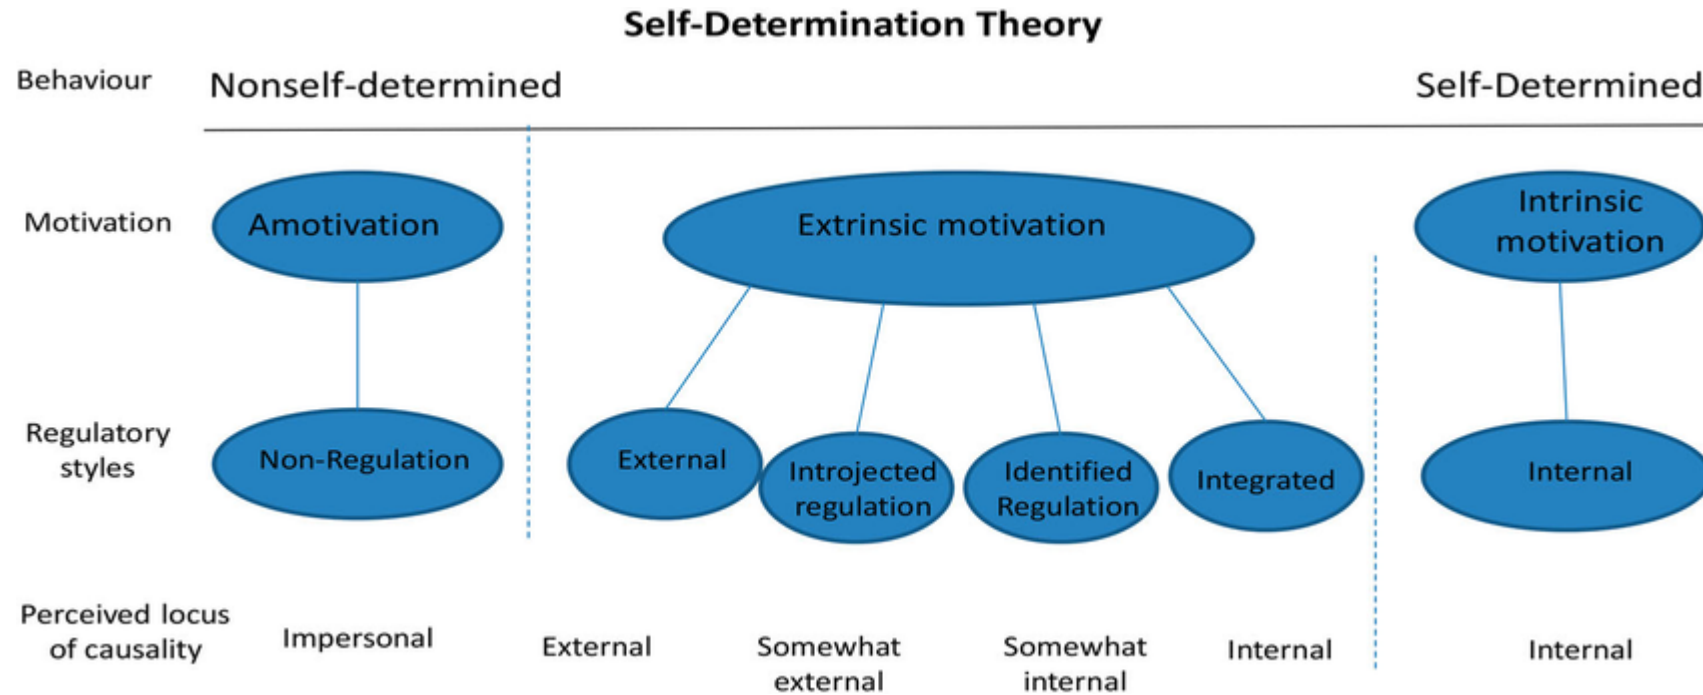 Self-Determination Theory
Behaviour
Nonself-determined
Self-Determined
Motivation
Amotivation
Extrinsic motivation
Intrinsic
motivation
Regulatory
styles
Non-Regulation
External
Introjected
regulation
Identified
Regulation
Integrated
Internal
Perceived locus
of causality
Impersonal
External
Somewhat
external
Somewhat
internal
Internal
Internal